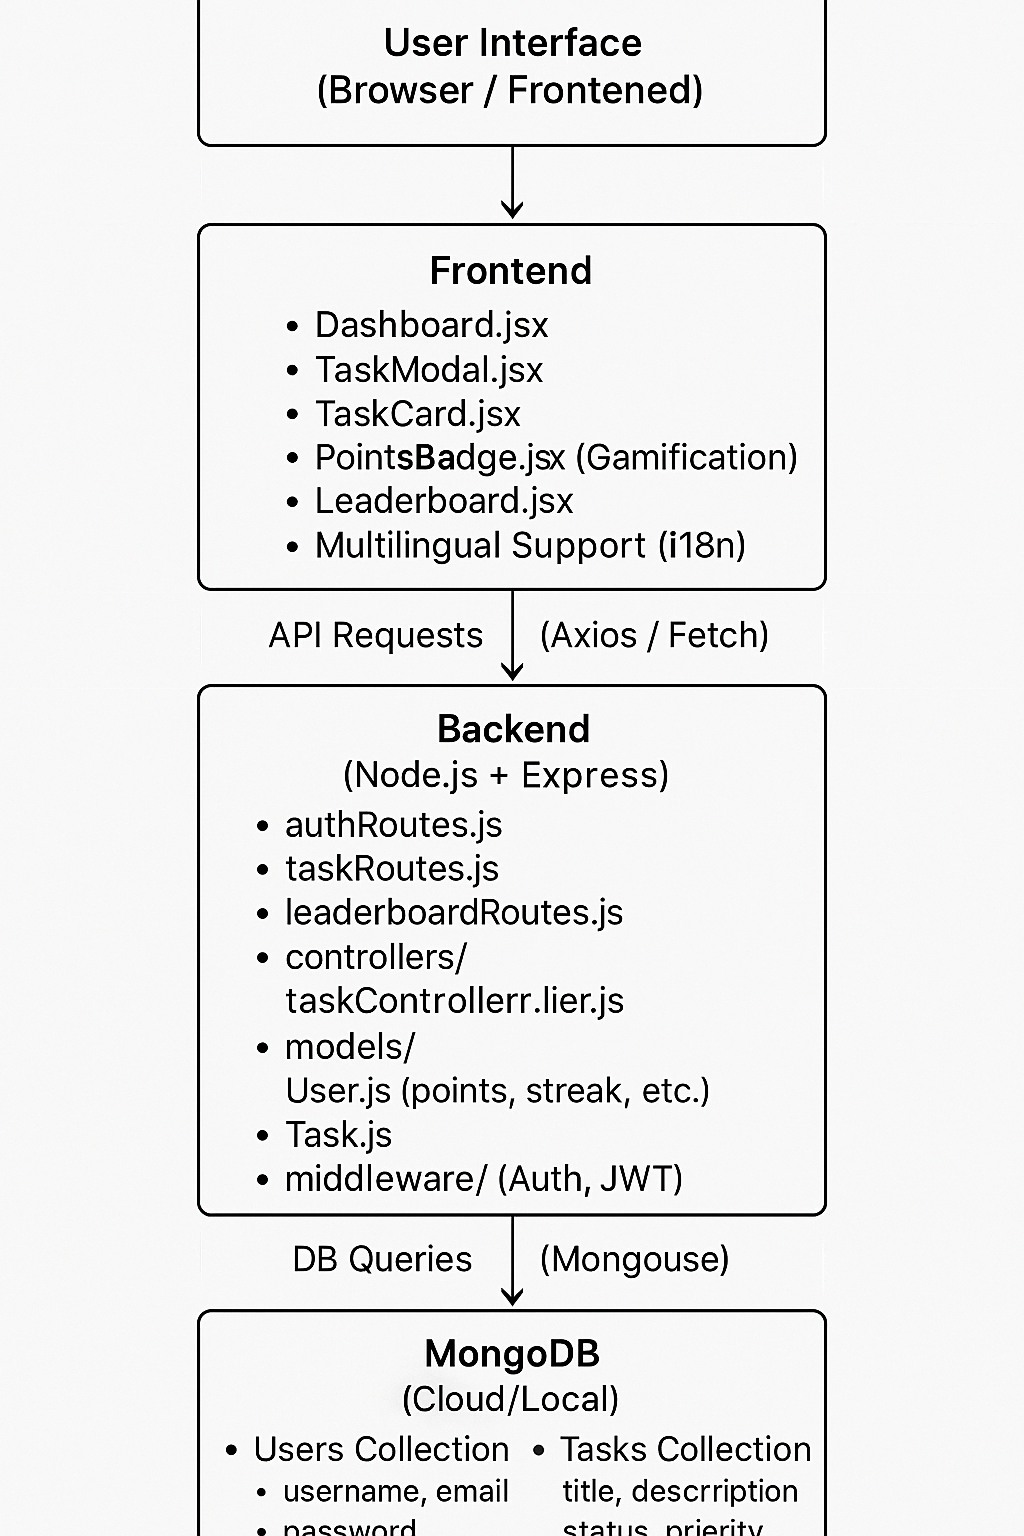 User Interface
(Browser / Frontened)
Frontend
• Dashboard.jsx
• TaskModal.jsx
• TaskCard.jsx
• PointsBadge.jsx (Gamification)
• Leaderboard.jsx
• Multilingual Support (i18n)
API Requests (Axios / Fetch)
Backend
(Node.js + Express)
• authRoutes.js
• taskRoutes.js
• leaderboardRoutes.js
• controllers/
taskControllerr.lier.js
• models/
User.js (points, streak, etc.)
• Task.js
• middleware/ (Auth, JWT)
DB Queries (Mongouse)
MongoDB
(Cloud/Local)
• Users Collection • Tasks Collection
• username, email title, descrription
• password status, prierity